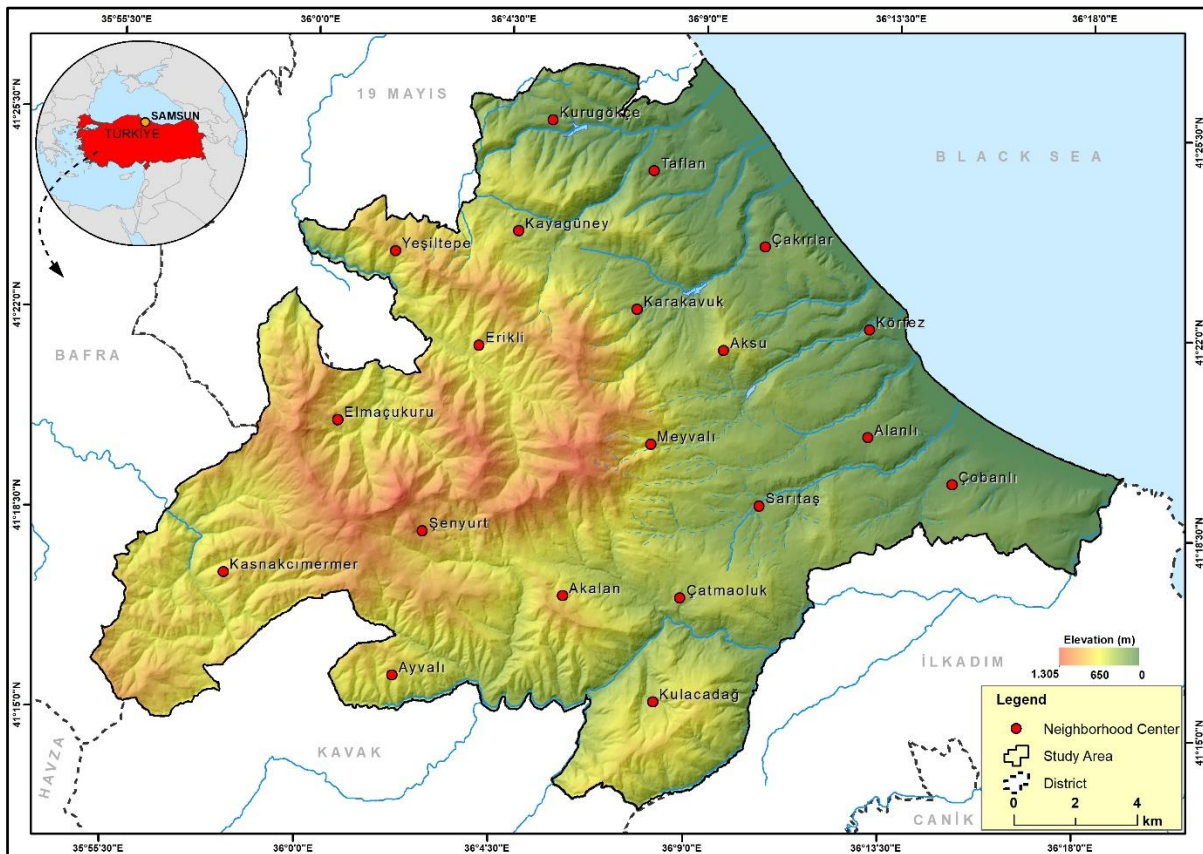 35°55'30"E
36°0'0"E
36°4'30"E
36°9'0"E
36°13'30"E
36°18'0"E
41°25'30"N
41°22'0"N
41°18'30"N
41°15'0"N
41°25'30"N
41°22'0"N
41°18'30"N
41°15'0"N
SAMSUN
TÜRKİYE
19 MAYIS
BLACK SEA
BAFRA
HAVZA
KAVAK
İLKADIM
CANİK
Kurugökçe
Taflan
Kayagüney
Yeşiltepe
Çakırlar
Karakavuk
Körfez
Erikli
Aksu
Elmaçukuru
Meyvalı
Alanlı
Çobanlı
Sarıtaş
Şenyurt
Kasnakcımermer
Akalan
Çatmaoluk
Ayvalı
Kulacadağ
Elevation (m)
1.305 650 0
Legend
Neighborhood Center
Study Area
District
0 2 4
km
35°55'30"E
36°0'0"E
36°4'30"E
36°9'0"E
36°13'30"E
36°18'0"E